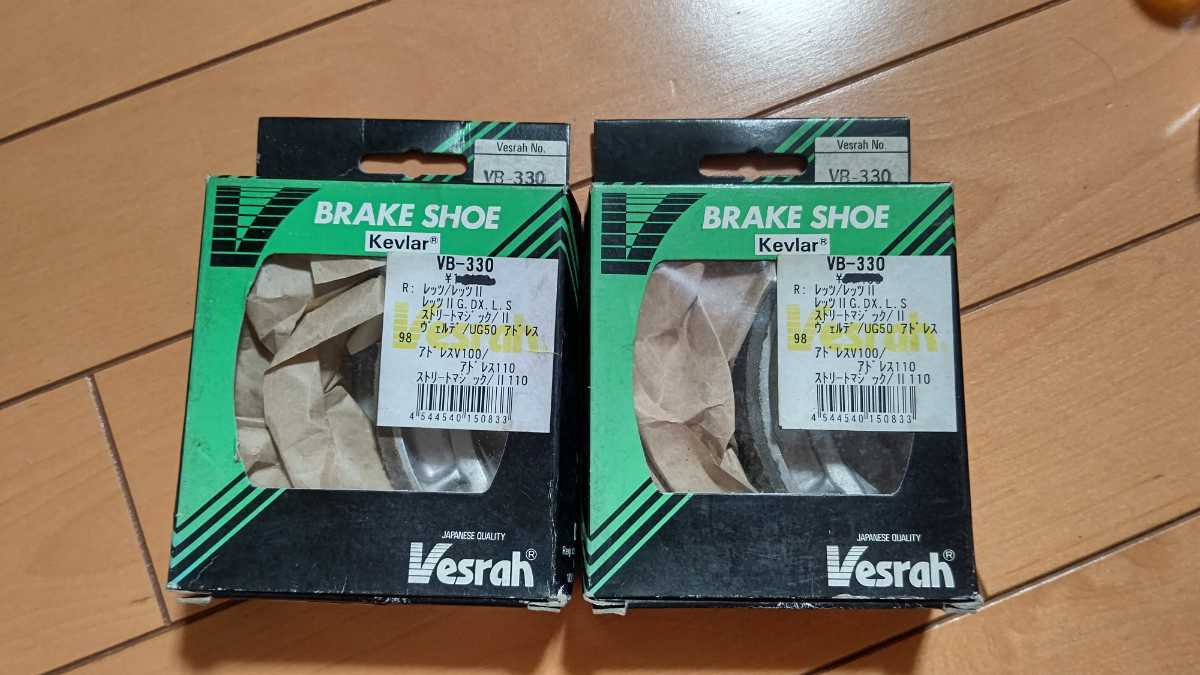 Vesrah No.
VB-330
BRAKE SHOE
Kevlar®
VB-330
¥
R: レッツ/レッツII
レッツII G.DX.L.S
ストリートマジック/II
ヴェルデ/UG50 アドレス
98
アドレスV100/
アドレス110
ストリートマジック/II 110
Vesrah
4 544540 150833
JAPANESE QUALITY
Vesrah®
Vesrah No.
VB-330
BRAKE SHOE
Kevlar®
VB-330
¥
R: レッツ/レッツII
レッツII G.DX.L.S
ストリートマジック/II
ヴェルデ/UG50 アドレス
98
アドレスV100/
アドレス110
ストリートマジック/II 110
Vesrah
4 544540 150833
JAPANESE QUALITY
Vesrah®